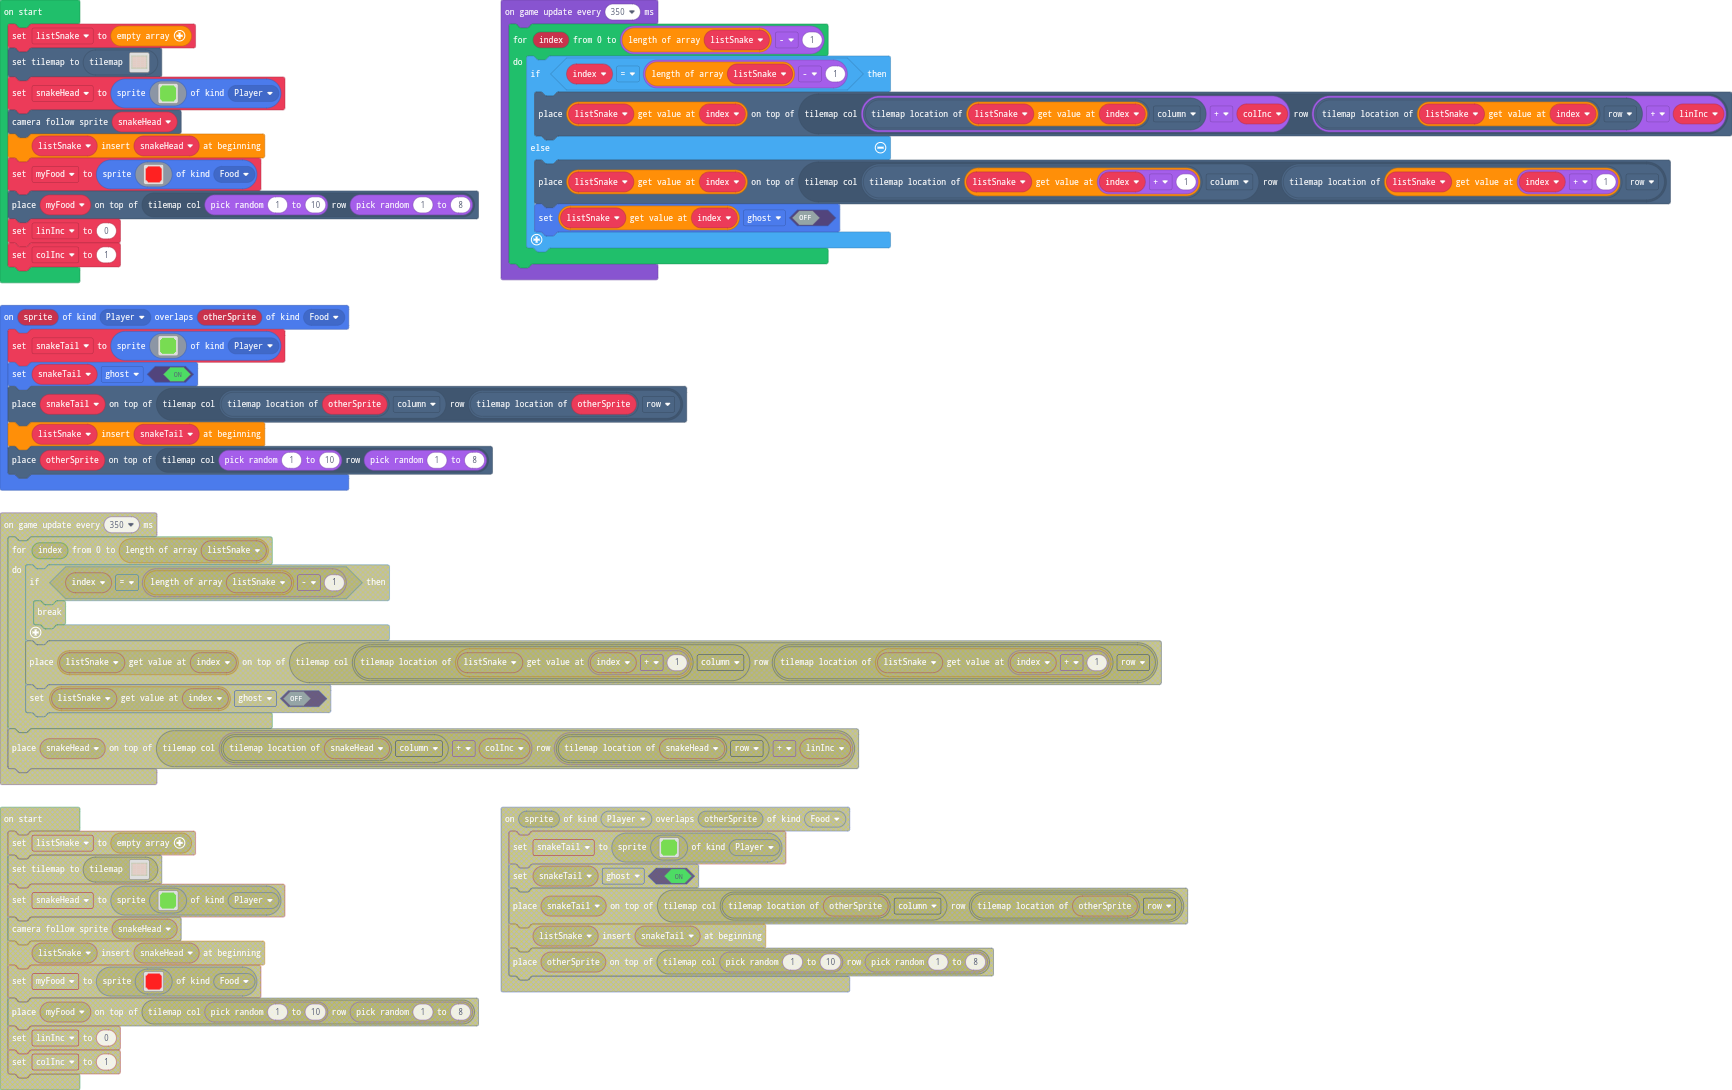 on start
set listSnake to empty array
set tilemap to tilemap
set snakeHead to sprite of kind Player
camera follow sprite snakeHead
listSnake insert snakeHead at beginning
set myFood to sprite of kind Food
place myFood on top of tilemap col pick random 1 to 10 row pick random 1 to 8
set linInc to 0
set colInc to 1
on game update every 350 ms
for index from 0 to length of array listSnake - 1
do
if index = length of array listSnake - 1 then
place listSnake get value at index on top of tilemap col tilemap location of listSnake get value at index column + colInc row tilemap location of listSnake get value at index row + linInc
else
place listSnake get value at index on top of tilemap col tilemap location of listSnake get value at index + 1 column row tilemap location of listSnake get value at index + 1 row
set listSnake get value at index ghost OFF
on sprite of kind Player overlaps otherSprite of kind Food
set snakeTail to sprite of kind Player
set snakeTail ghost ON
place snakeTail on top of tilemap col tilemap location of otherSprite column row tilemap location of otherSprite row
listSnake insert snakeTail at beginning
place otherSprite on top of tilemap col pick random 1 to 10 row pick random 1 to 8
on game update every 350 ms
for index from 0 to length of array listSnake
do
if index = length of array listSnake - 1 then
break
place listSnake get value at index on top of tilemap col tilemap location of listSnake get value at index + 1 column row tilemap location of listSnake get value at index + 1 row
set listSnake get value at index ghost OFF
place snakeHead on top of tilemap col tilemap location of snakeHead column + colInc row tilemap location of snakeHead row + linInc
on start
set listSnake to empty array
set tilemap to tilemap
set snakeHead to sprite of kind Player
camera follow sprite snakeHead
listSnake insert snakeHead at beginning
set myFood to sprite of kind Food
place myFood on top of tilemap col pick random 1 to 10 row pick random 1 to 8
set linInc to 0
set colInc to 1
on sprite of kind Player overlaps otherSprite of kind Food
set snakeTail to sprite of kind Player
set snakeTail ghost ON
place snakeTail on top of tilemap col tilemap location of otherSprite column row tilemap location of otherSprite row
listSnake insert snakeTail at beginning
place otherSprite on top of tilemap col pick random 1 to 10 row pick random 1 to 8